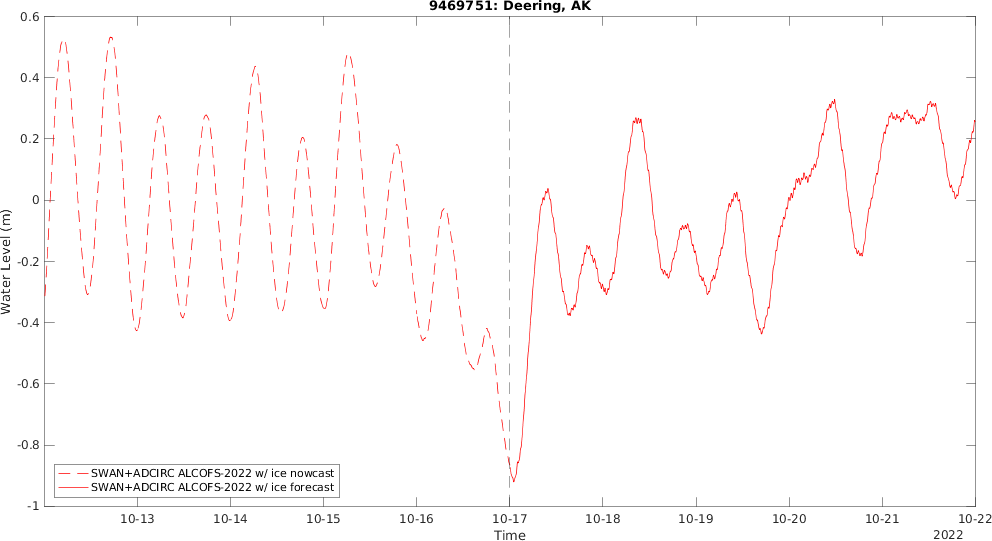 9469751: Deering, AK
0.6
0.4
0.2
0
-0.2
-0.4
-0.6
-0.8
-1
Water Level (m)
SWAN+ADCIRC ALCOFS-2022 w/ ice nowcast
SWAN+ADCIRC ALCOFS-2022 w/ ice forecast
10-13 10-14 10-15 10-16 10-17 10-18 10-19 10-20 10-21 10-22
Time
2022